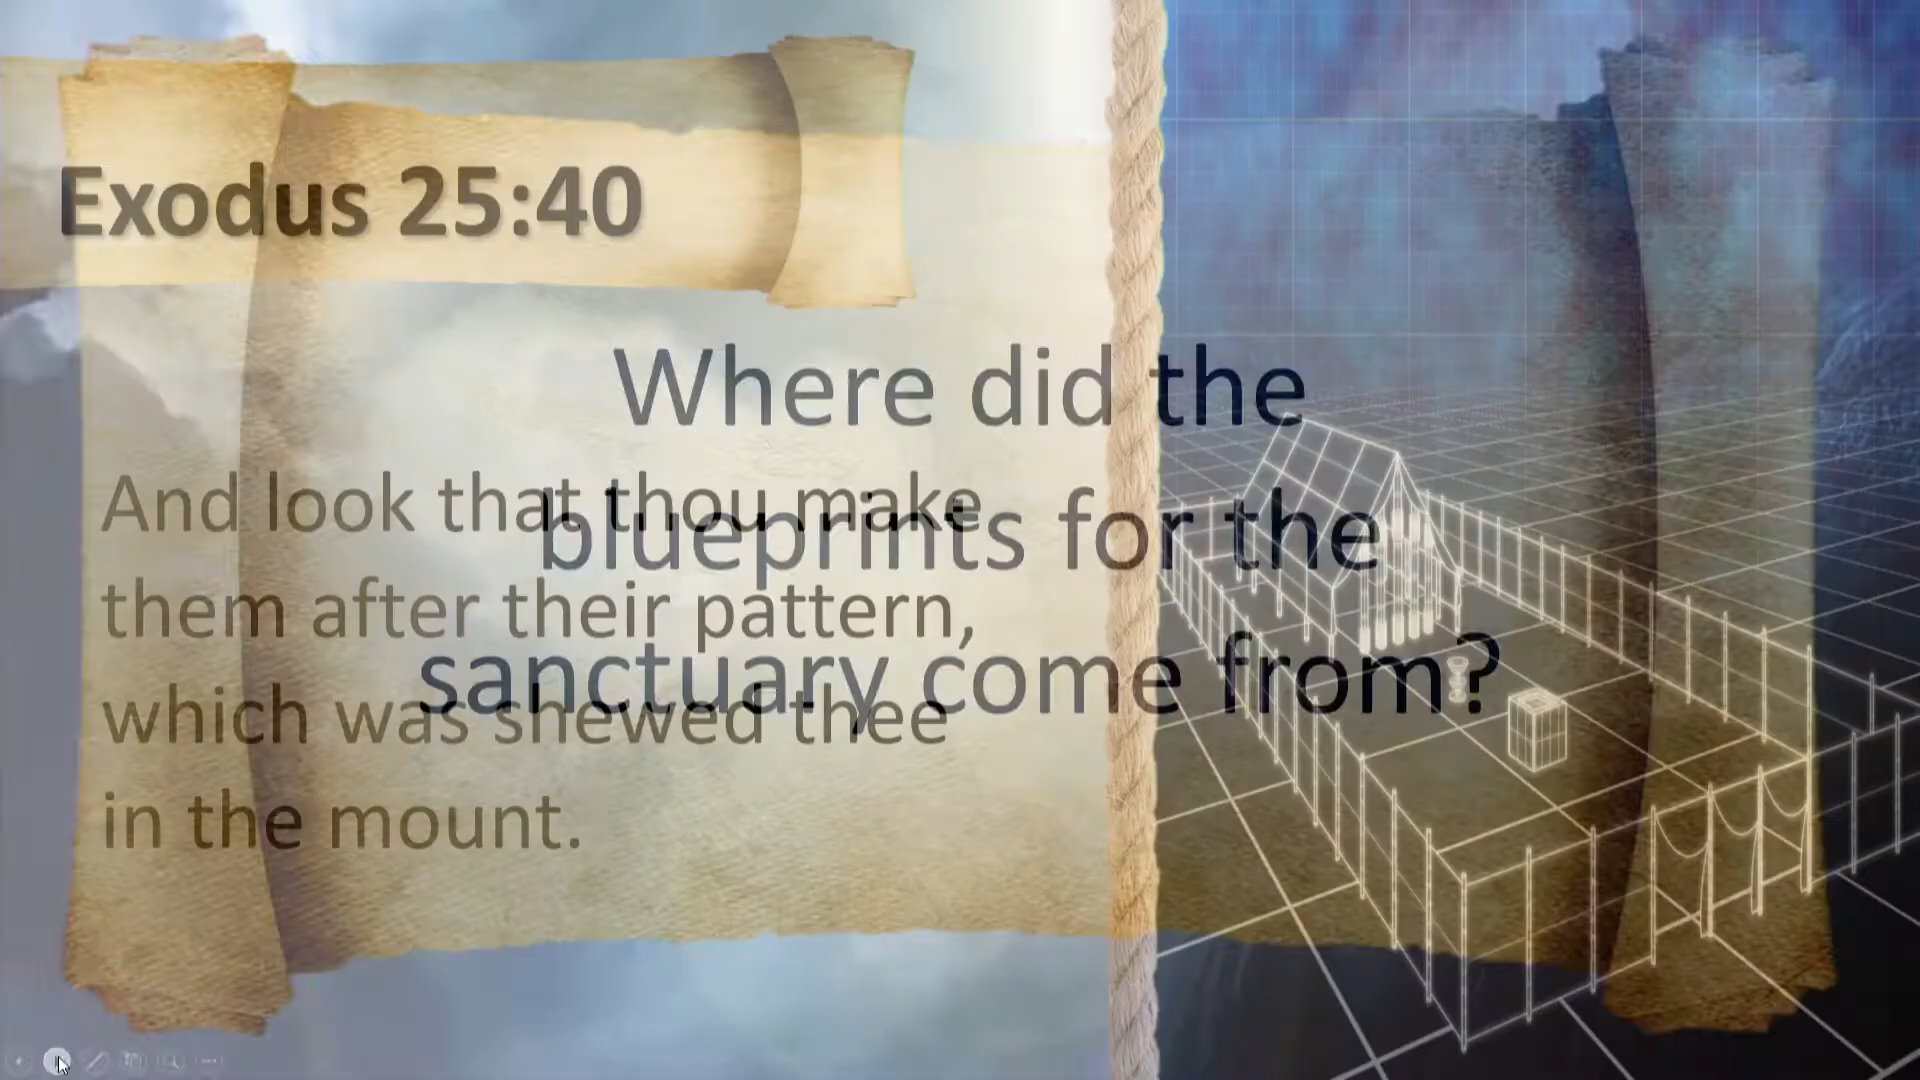 Exodus 25:40
Where did the
blueprints for the
sanctuary come from?
And look that thou make
them after their pattern,
which was shewed thee
in the mount.